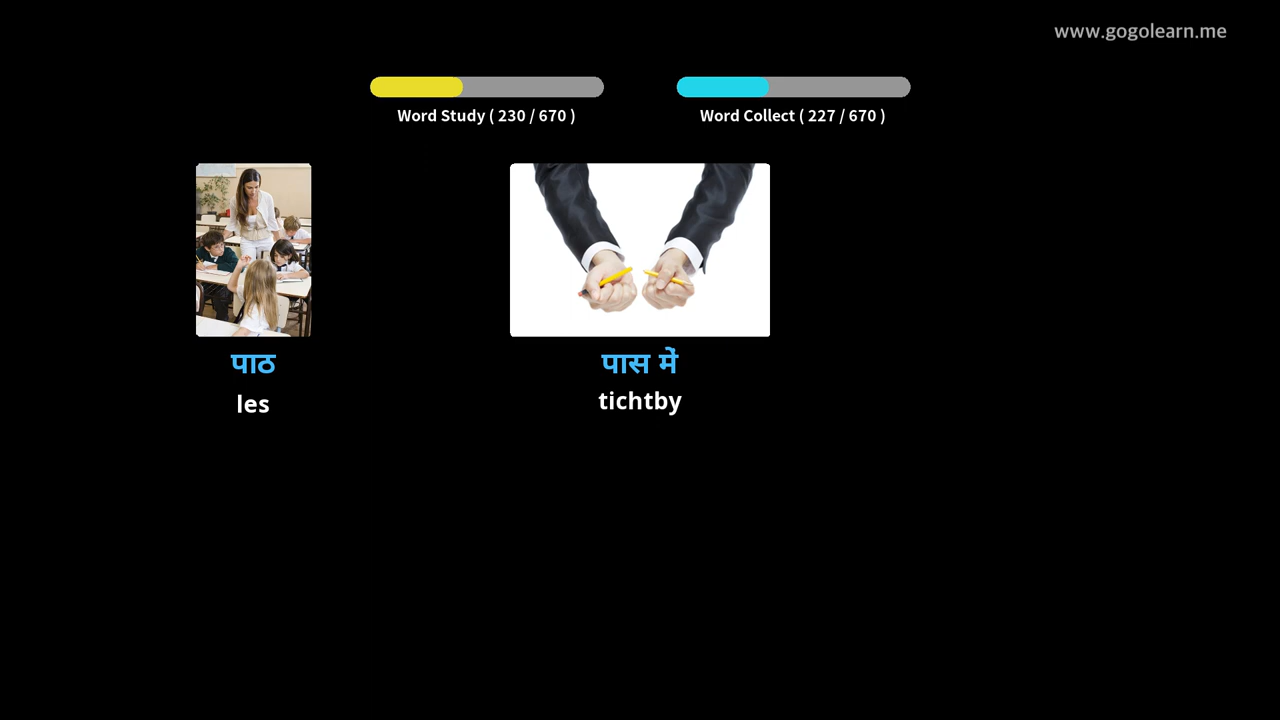 www.gogolearn.me
Word Study ( 230 / 670 )
Word Collect ( 227 / 670 )
पाठ
les
पास में
tichtby